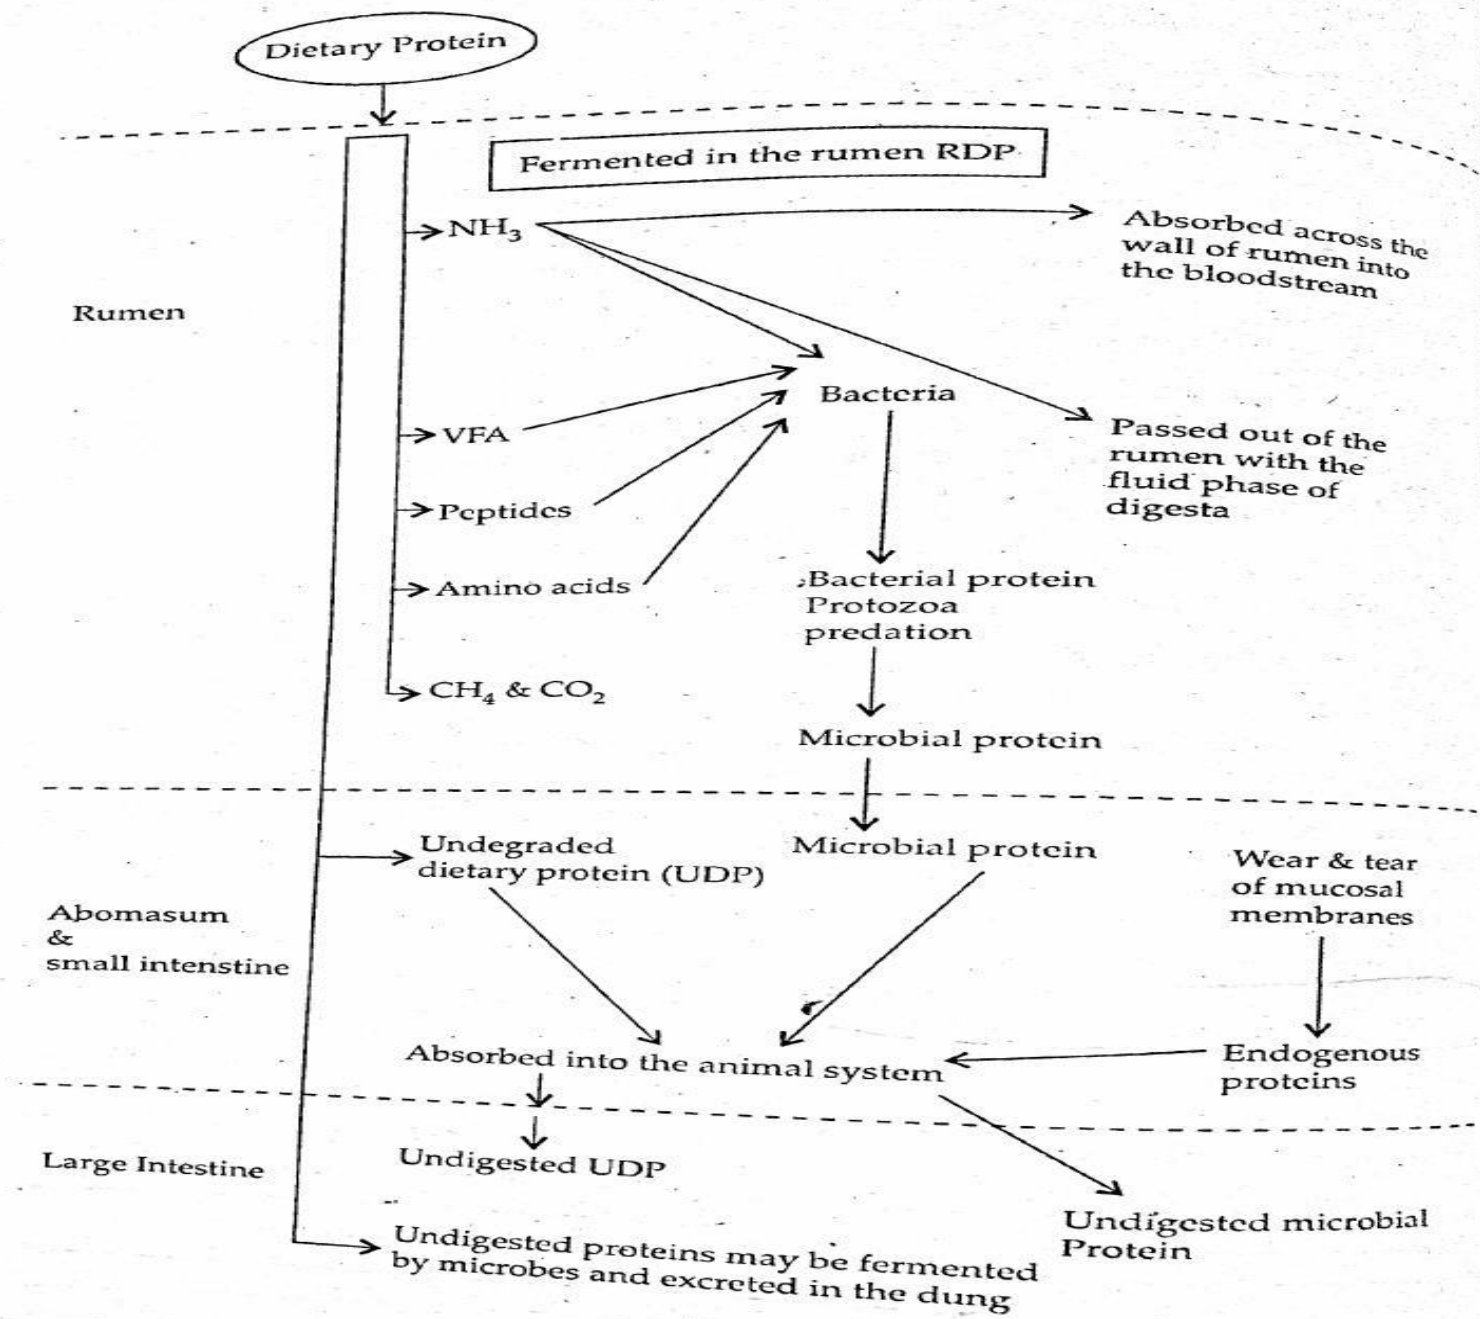 Dietary Protein
Fermented in the rumen RDP
NH₃
Absorbed across the
wall of rumen into
the bloodstream
Rumen
Bacteria
VFA
Passed out of the
rumen with the
fluid phase of
digesta
Peptides
Amino acids
Bacterial protein
Protozoa
predation
CH₄ & CO₂
Microbial protein
Undegraded
dietary protein (UDP)
Microbial protein
Wear & tear
of mucosal
membranes
Abomasum
&
small intenstine
Absorbed into the animal system
Endogenous
proteins
Large Intestine
Undigested UDP
Undigested microbial
Protein
Undigested proteins may be fermented
by microbes and excreted in the dung